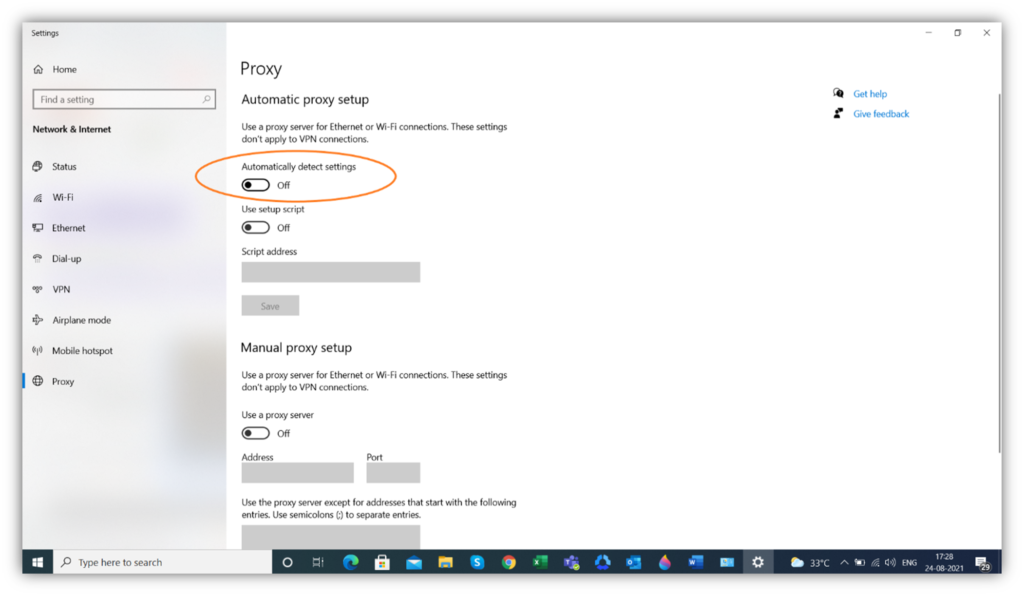 Settings
Home
Find a setting
Network & Internet
Status
Wi-Fi
Ethernet
Dial-up
VPN
Airplane mode
Mobile hotspot
Proxy
Proxy
Automatic proxy setup
Use a proxy server for Ethernet or Wi-Fi connections. These settings
don't apply to VPN connections.
Automatically detect settings
Off
Use setup script
Off
Script address
Save
Manual proxy setup
Use a proxy server for Ethernet or Wi-Fi connections. These settings
don't apply to VPN connections.
Use a proxy server
Off
Address Port
Use the proxy server except for addresses that start with the following
entries. Use semicolons (;) to separate entries.
Get help
Give feedback
Type here to search
33°C
ENG
17:28
24-08-2021
29